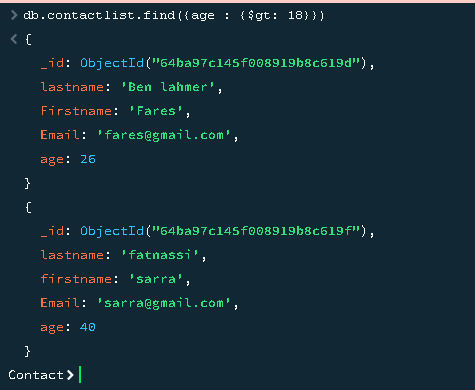 > db.contactlist.find({age : {$gt: 18}})
< {
_id: ObjectId("64ba97c145f008919b8c619d"),
lastname: 'Ben lahmer',
Firstname: 'Fares',
Email: 'fares@gmail.com',
age: 26
}
{
_id: ObjectId("64ba97c145f008919b8c619f"),
lastname: 'fatnassi',
firstname: 'sarra',
Email: 'sarra@gmail.com',
age: 40
}
Contact>